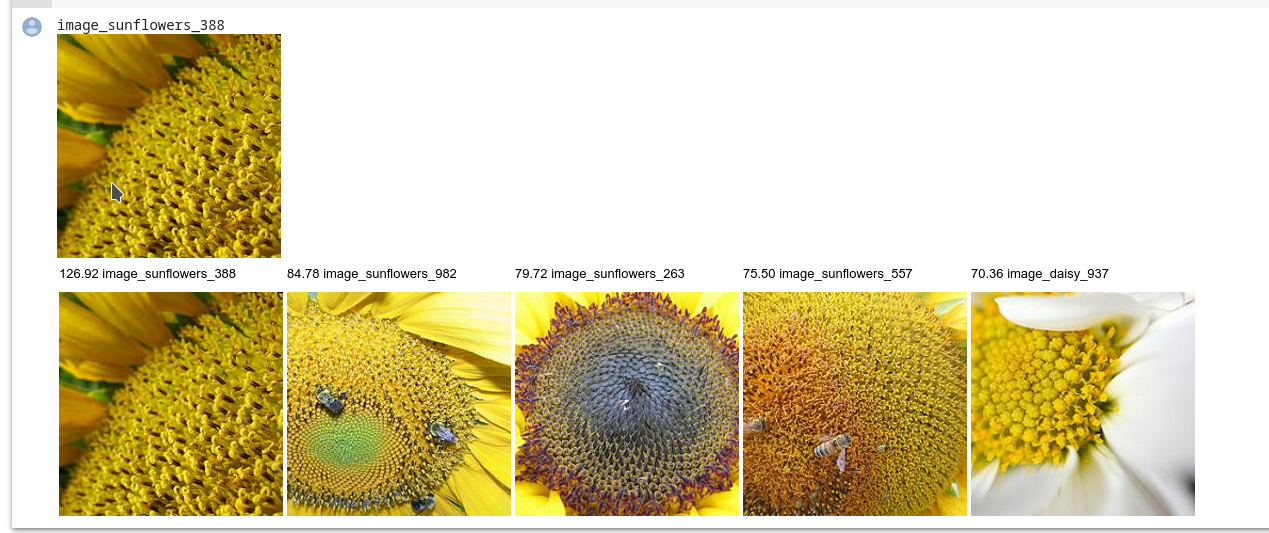 image_sunflowers_388
126.92 image_sunflowers_388
84.78 image_sunflowers_982
79.72 image_sunflowers_263
75.50 image_sunflowers_557
70.36 image_daisy_937